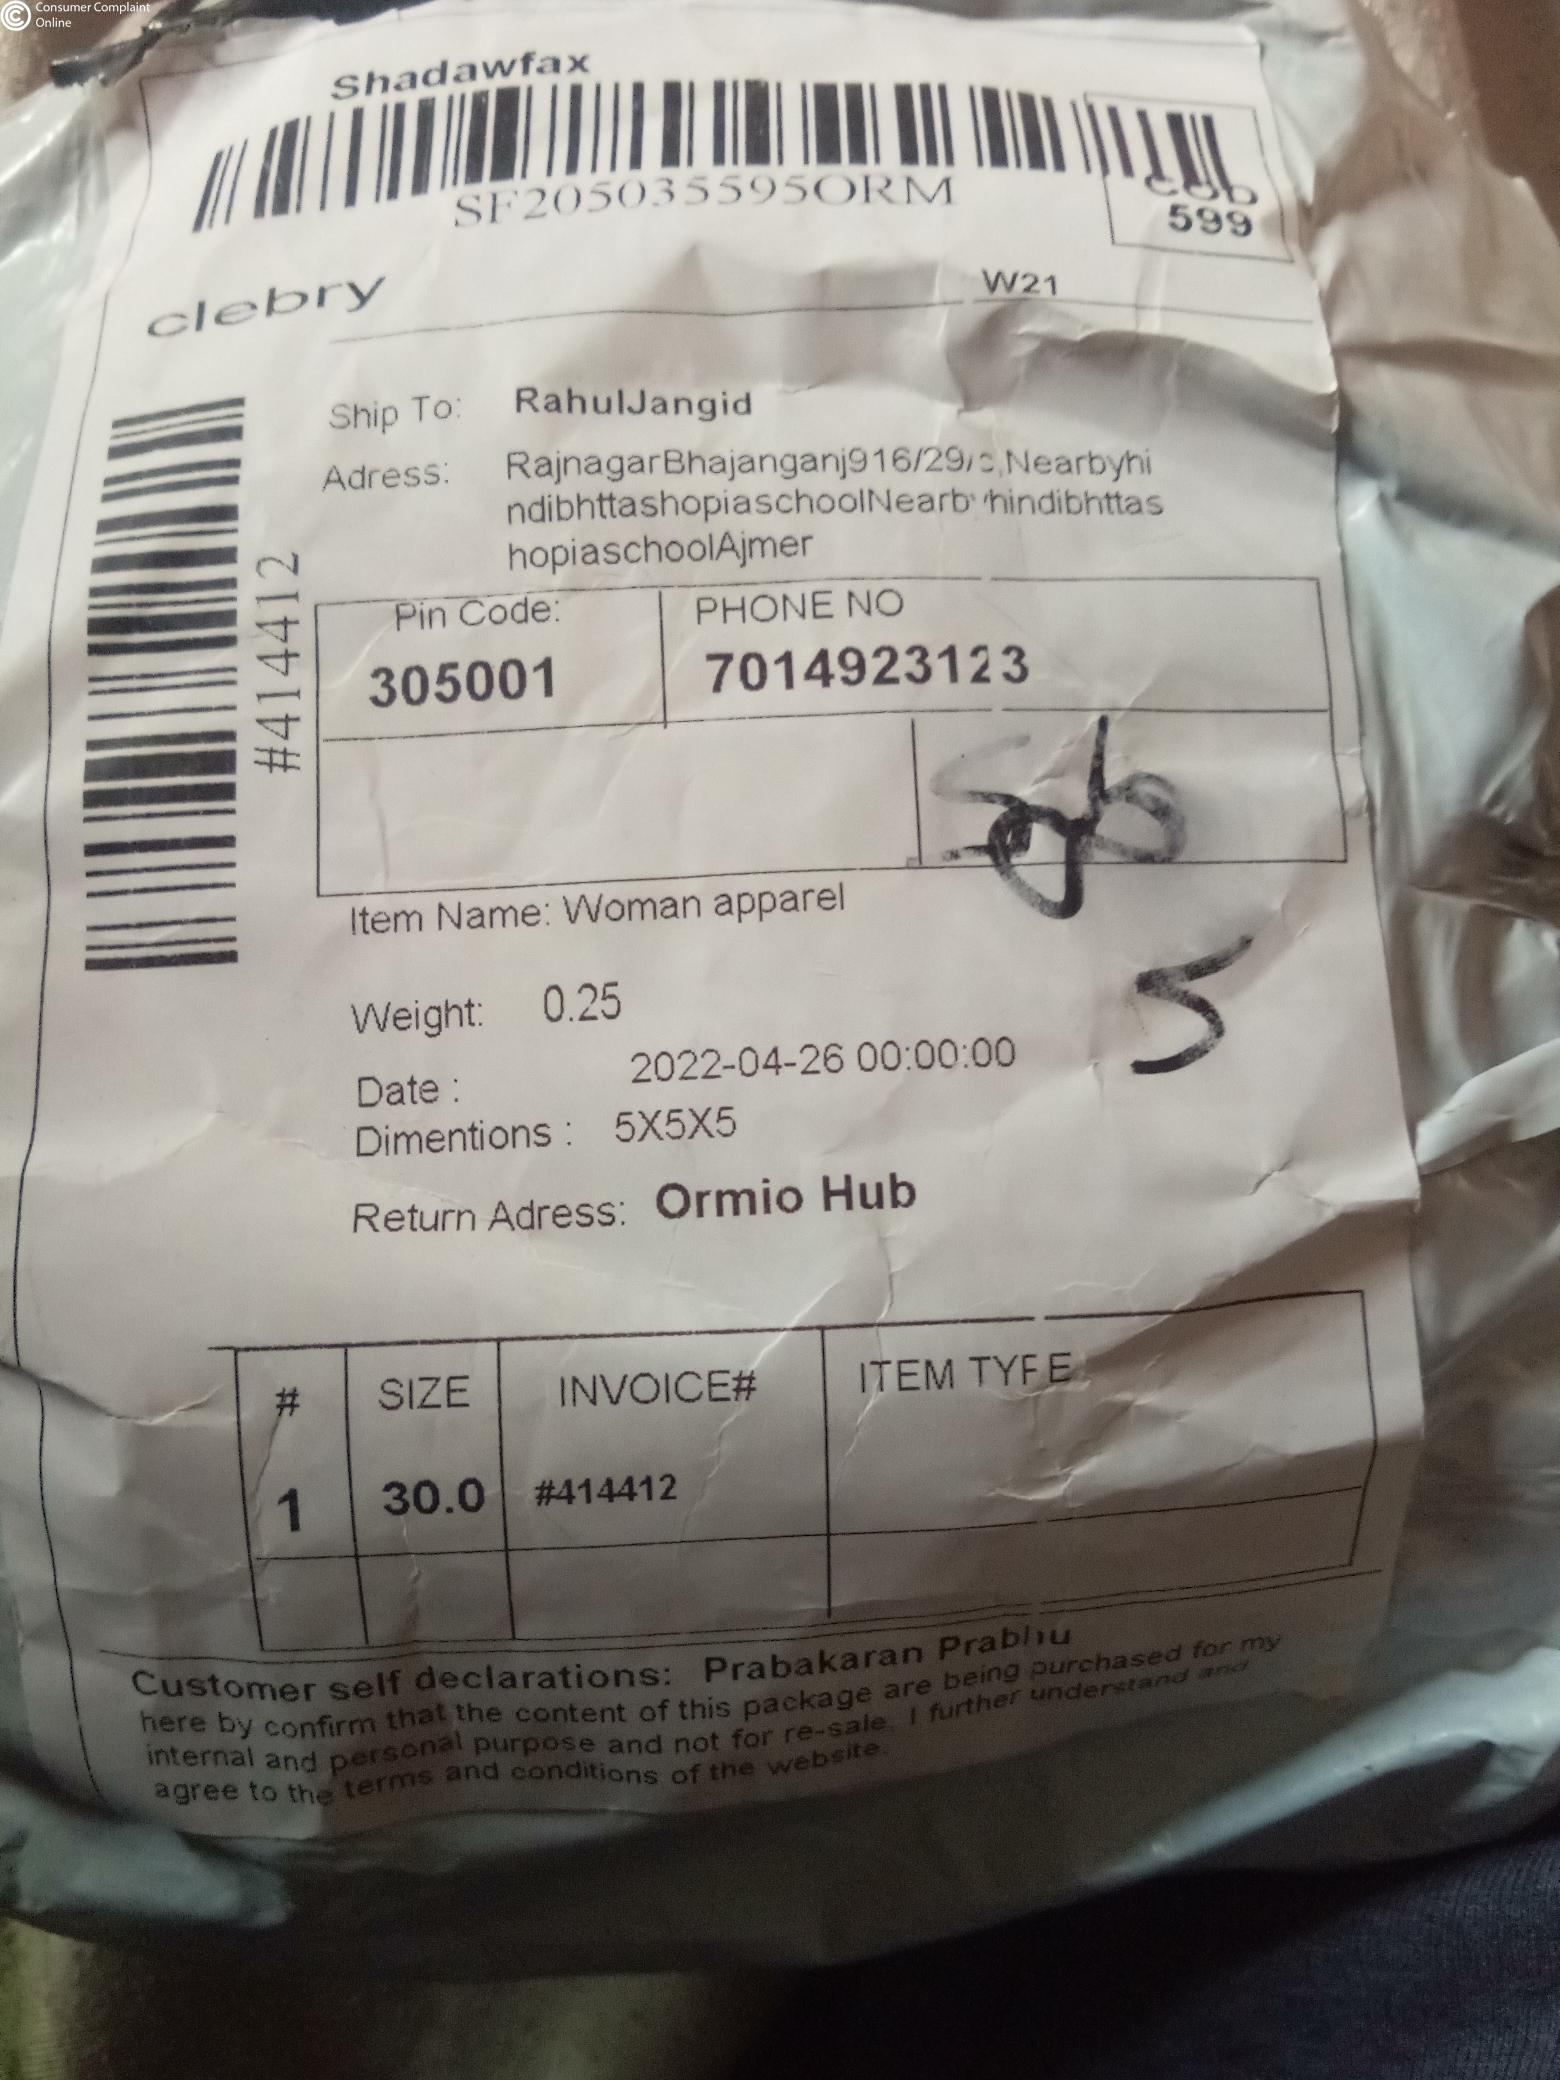 Consumer Complaint
Online
Shadawfax
SF205035595ORM
COD
599
clebry
W21
Ship To: RahulJangid
Adress: RajnagarBhajanganj916/29/c,Nearbyhi
ndibhttashopiaschoolNearbyhindibhttas
hopiaschoolAjmer
#414412
Pin Code: PHONE NO
305001 7014923123
Item Name: Woman apparel
Weight: 0.25
5
Date : 2022-04-26 00:00:00
Dimentions : 5X5X5
Return Adress: Ormio Hub
# SIZE INVOICE# ITEM TYPE
1 30.0 #414412
Customer self declarations: Prabakaran Prabhu
here by confirm that the content of this package are being purchased for my
internal and personal purpose and not for re-sale. I further understand and
agree to the terms and conditions of the website.